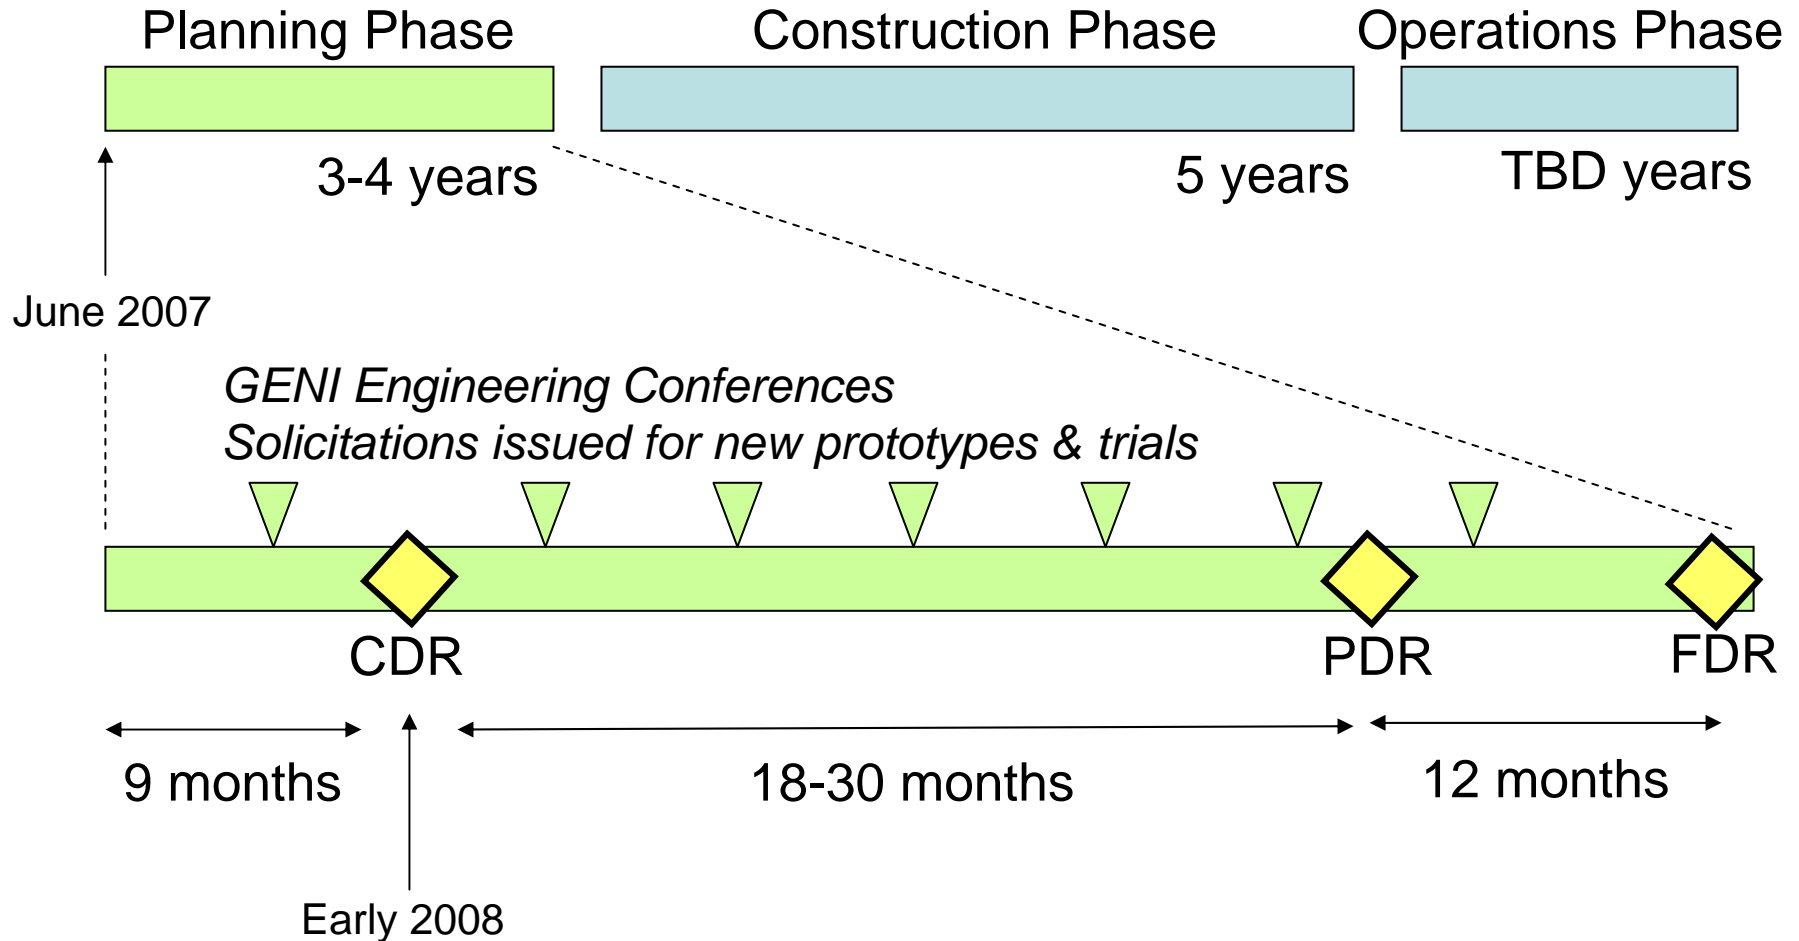 Planning Phase
Construction Phase
Operations Phase
3-4 years
5 years
TBD years
June 2007
GENI Engineering Conferences
Solicitations issued for new prototypes & trials
CDR
PDR
FDR
9 months
18-30 months
12 months
Early 2008